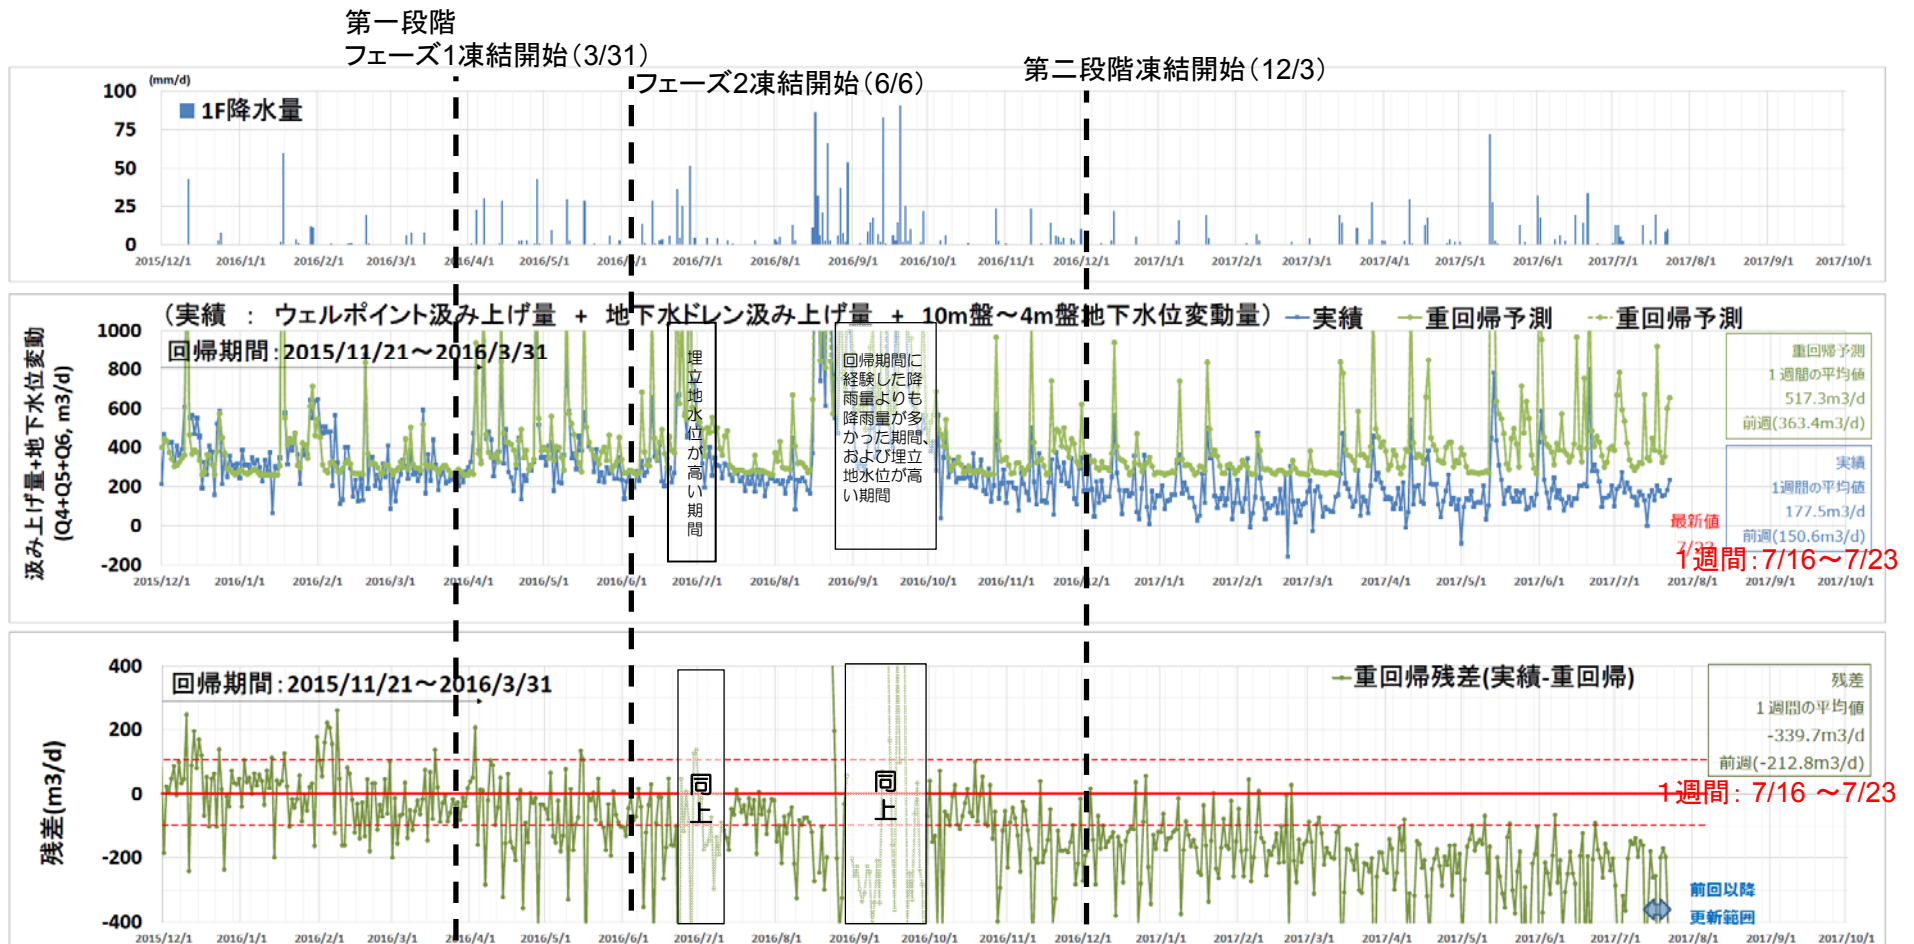 第一段階
フェーズ1凍結開始（3/31）
フェーズ2凍結開始（6/6）
第二段階凍結開始（12/3）
(mm/d)
1F降水量
100
75
50
25
0
2015/12/1 2016/1/1 2016/2/1 2016/3/1 2016/4/1 2016/5/1 2016/6/1 2016/7/1 2016/8/1 2016/9/1 2016/10/1 2016/11/1 2016/12/1 2017/1/1 2017/2/1 2017/3/1 2017/4/1 2017/5/1 2017/6/1 2017/7/1 2017/8/1 2017/9/1 2017/10/1
（実績 ： ウェルポイント汲み上げ量 + 地下水ドレン汲み上げ量 + 10m盤～4m盤地下水位変動量） 実績 重回帰予測 重回帰予測
汲み上げ量+地下水位変動
(Q4+Q5+Q6, m3/d)
1000
800
600
400
200
0
-200
回帰期間：2015/11/21～2016/3/31
埋立地水位が高い期間
回帰期間に
経験した降
雨量よりも
降雨量が多
かった期間、
および埋立
地水位が高
い期間
重回帰予測
1週間の平均値
517.3m3/d
前週(363.4m3/d)
実績
1週間の平均値
177.5m3/d
前週(150.6m3/d)
最新値
7/23
1週間：7/16～7/23
2015/12/1 2016/1/1 2016/2/1 2016/3/1 2016/4/1 2016/5/1 2016/6/1 2016/7/1 2016/8/1 2016/9/1 2016/10/1 2016/11/1 2016/12/1 2017/1/1 2017/2/1 2017/3/1 2017/4/1 2017/5/1 2017/6/1 2017/7/1 2017/8/1 2017/9/1 2017/10/1
残差(m3/d)
400
200
0
-200
-400
回帰期間：2015/11/21～2016/3/31
重回帰残差(実績-重回帰)
同上
同上
残差
1週間の平均値
-339.7m3/d
前週(-212.8m3/d)
1週間：7/16 ～7/23
前回以降
更新範囲
2015/12/1 2016/1/1 2016/2/1 2016/3/1 2016/4/1 2016/5/1 2016/6/1 2016/7/1 2016/8/1 2016/9/1 2016/10/1 2016/11/1 2016/12/1 2017/1/1 2017/2/1 2017/3/1 2017/4/1 2017/5/1 2017/6/1 2017/7/1 2017/8/1 2017/9/1 2017/10/1